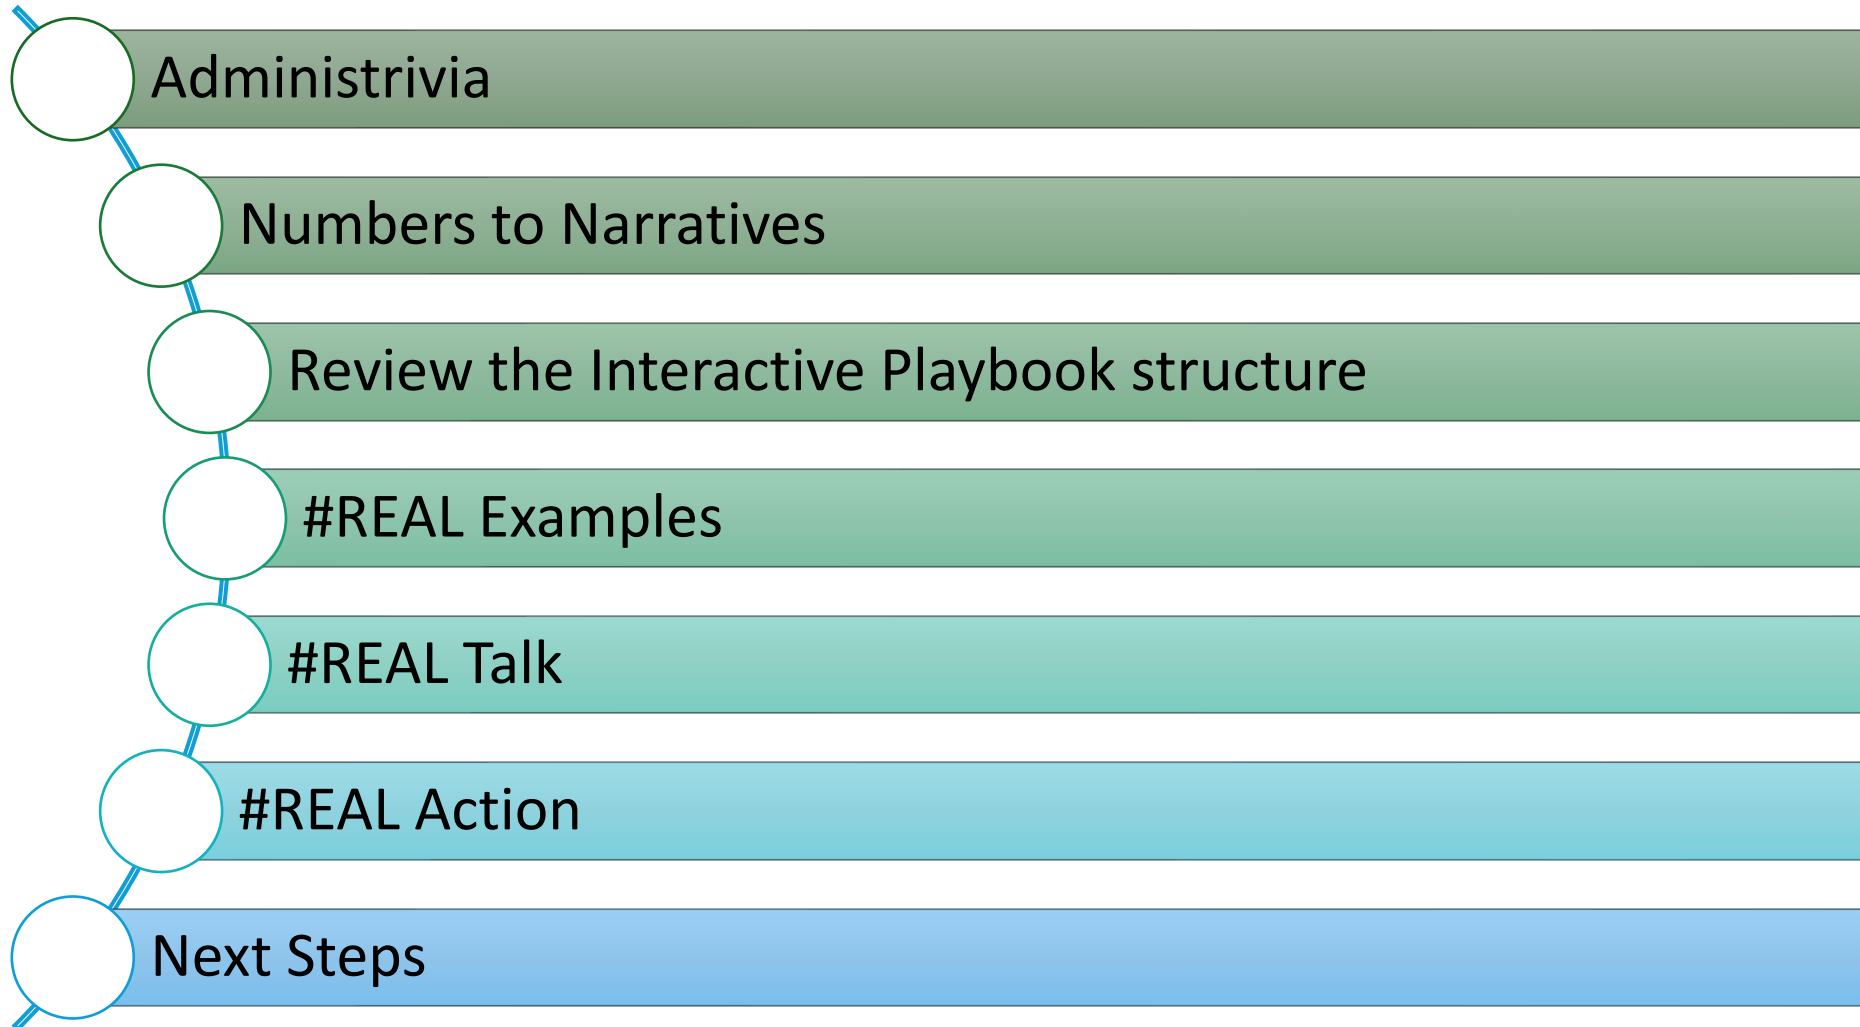 Administrivia
Numbers to Narratives
Review the Interactive Playbook structure
#REAL Examples
#REAL Talk
#REAL Action
Next Steps